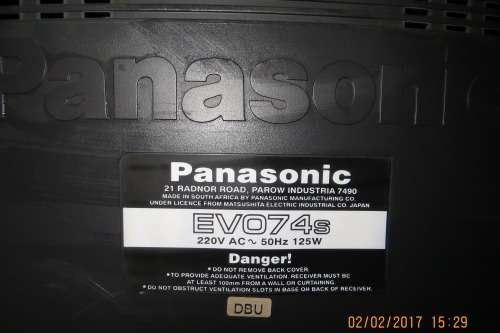 Panasonic
Panasonic
21 RADNOR ROAD, PAROW INDUSTRIA 7490
MADE IN SOUTH AFRICA BY PANASONIC MANUFACTURING CO.
UNDER LICENCE FROM MATSUSHITA ELECTRIC INDUSTRIAL CO. JAPAN
EV074s
220V AC ~ 50Hz 125W
Danger!
• DO NOT REMOVE BACK COVER.
• TO PROVIDE ADEQUATE VENTILATION, RECEIVER MUST BE
AT LEAST 100mm FROM A WALL OR CURTAINING.
• DO NOT OBSTRUCT VENTILATION SLOTS IN BASE OR BACK OF RECEIVER.
DBU
02/02/2017 15:29